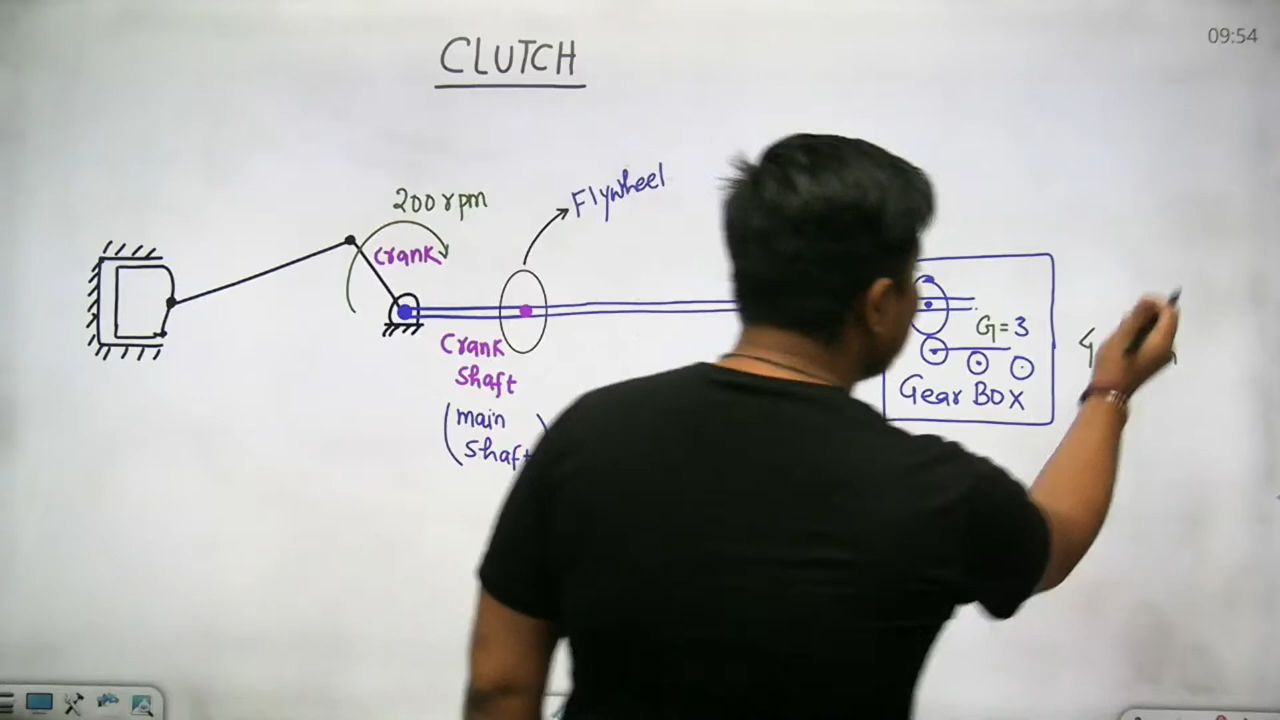 09:54
CLUTCH
200 rpm
Flywheel
Crank
G=3
Crank
Shaft
Gear Box
(main
Shaft